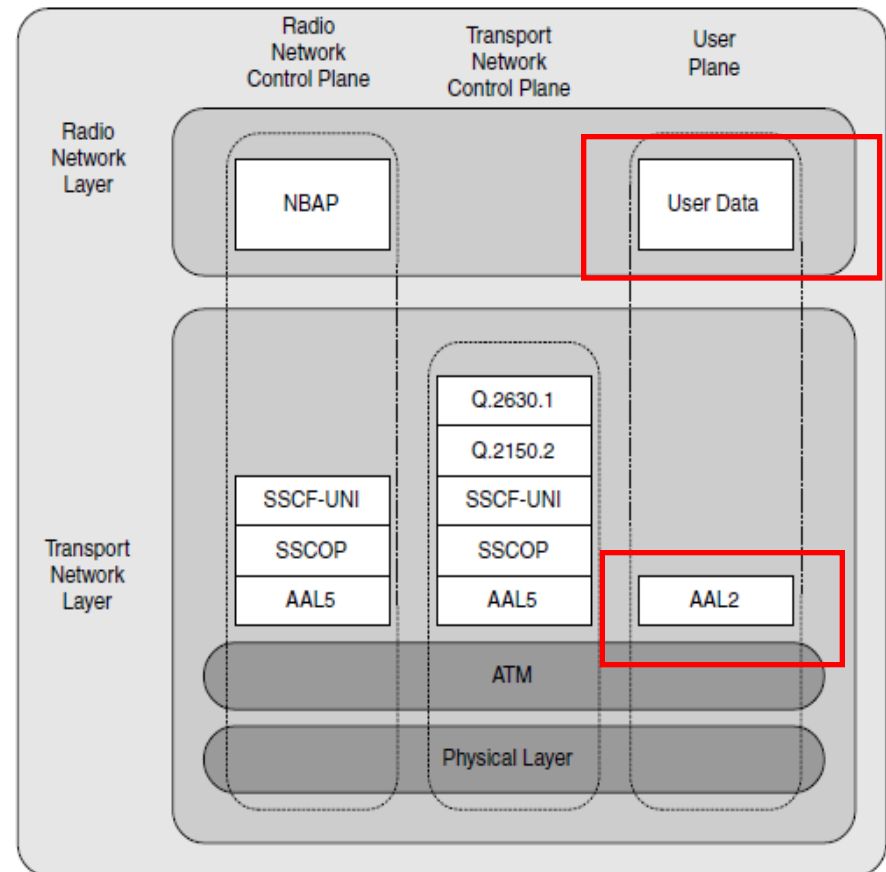 Radio
Network
Control Plane
Transport
Network
Control Plane
User
Plane
Radio
Network
Layer
NBAP
User Data
Transport
Network
Layer
SSCF-UNI
SSCOP
AAL5
Q.2630.1
Q.2150.2
SSCF-UNI
SSCOP
AAL5
AAL2
ATM
Physical Layer